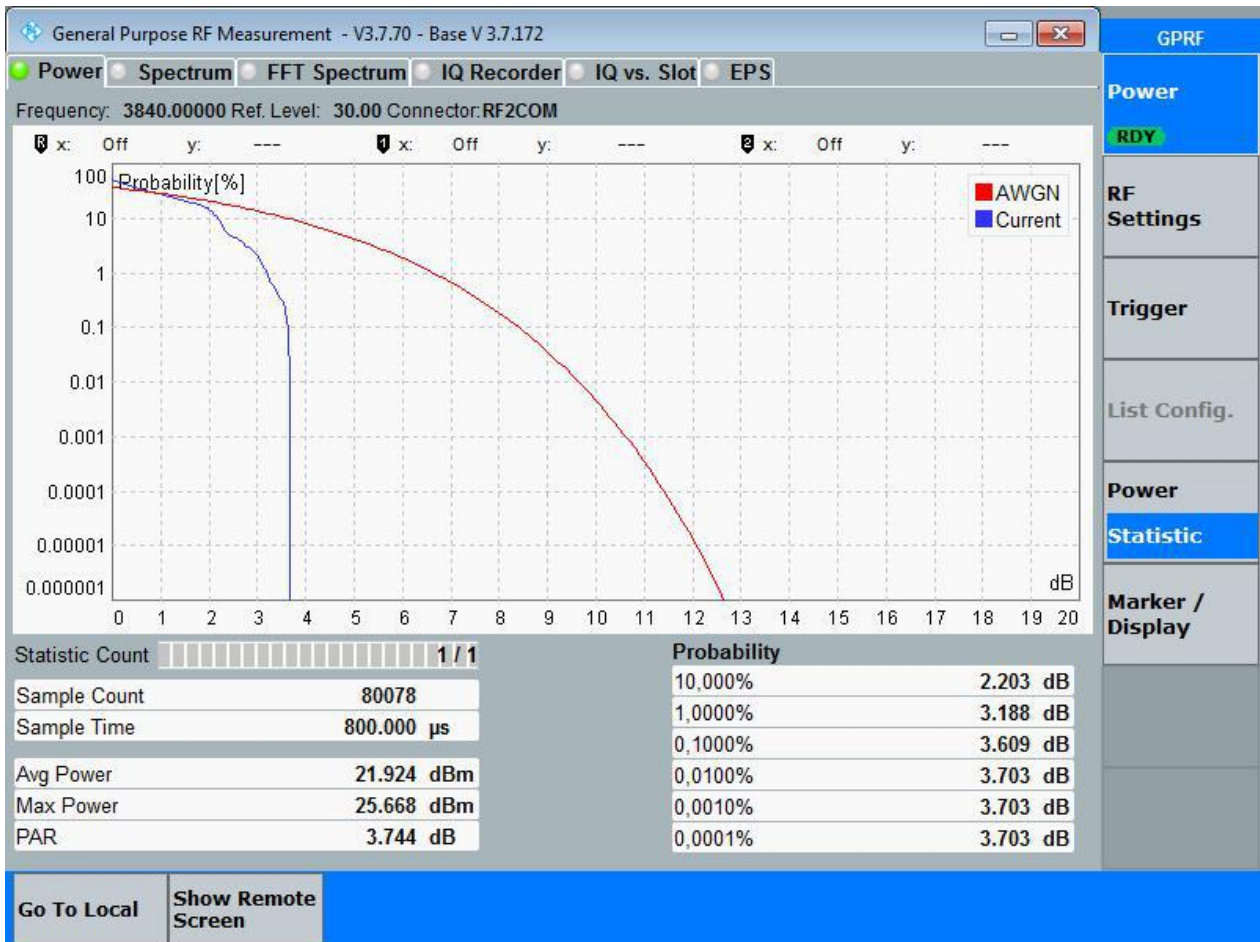 General Purpose RF Measurement - V3.7.70 - Base V 3.7.172
GPRF
Power Spectrum FFT Spectrum IQ Recorder IQ vs. Slot EPS
Frequency: 3840.00000 Ref. Level: 30.00 Connector:RF2COM
R x: Off y: --- 1 x: Off y: --- 2 x: Off y: ---
Probability[%]
AWGN
Current
100
10
1
0.1
0.01
0.001
0.0001
0.00001
0.000001
dB
0 1 2 3 4 5 6 7 8 9 10 11 12 13 14 15 16 17 18 19 20
Statistic Count 1 / 1
Sample Count 80078
Sample Time 800.000 µs
Avg Power 21.924 dBm
Max Power 25.668 dBm
PAR 3.744 dB
Probability
10,000% 2.203 dB
1,0000% 3.188 dB
0,1000% 3.609 dB
0,0100% 3.703 dB
0,0010% 3.703 dB
0,0001% 3.703 dB
Power
RDY
RF
Settings
Trigger
List Config.
Power
Statistic
Marker /
Display
Go To Local
Show Remote
Screen